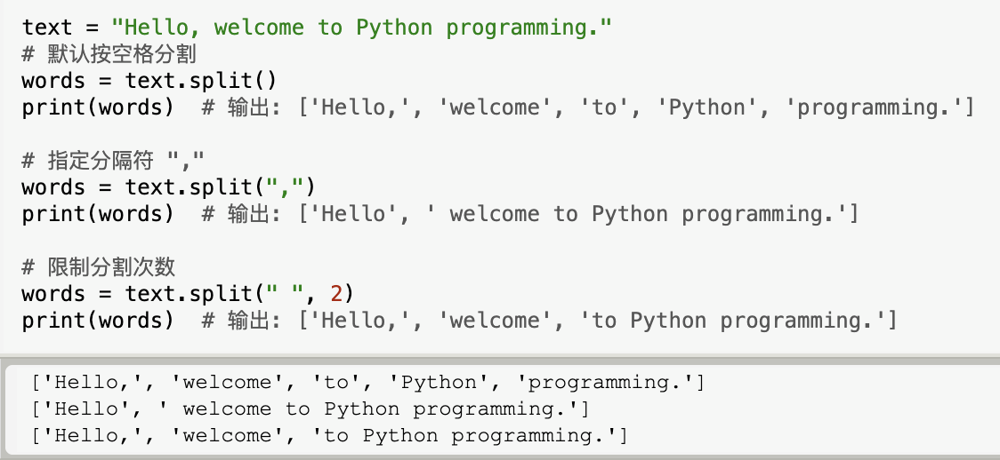 text = "Hello, welcome to Python programming."
# 默认按空格分割
words = text.split()
print(words)  # 输出: ['Hello,', 'welcome', 'to', 'Python', 'programming.']
# 指定分隔符 ","
words = text.split(",")
print(words)  # 输出: ['Hello', ' welcome to Python programming.']
# 限制分割次数
words = text.split(" ", 2)
print(words)  # 输出: ['Hello,', 'welcome', 'to Python programming.']
['Hello,', 'welcome', 'to', 'Python', 'programming.']
['Hello', ' welcome to Python programming.']
['Hello,', 'welcome', 'to Python programming.']